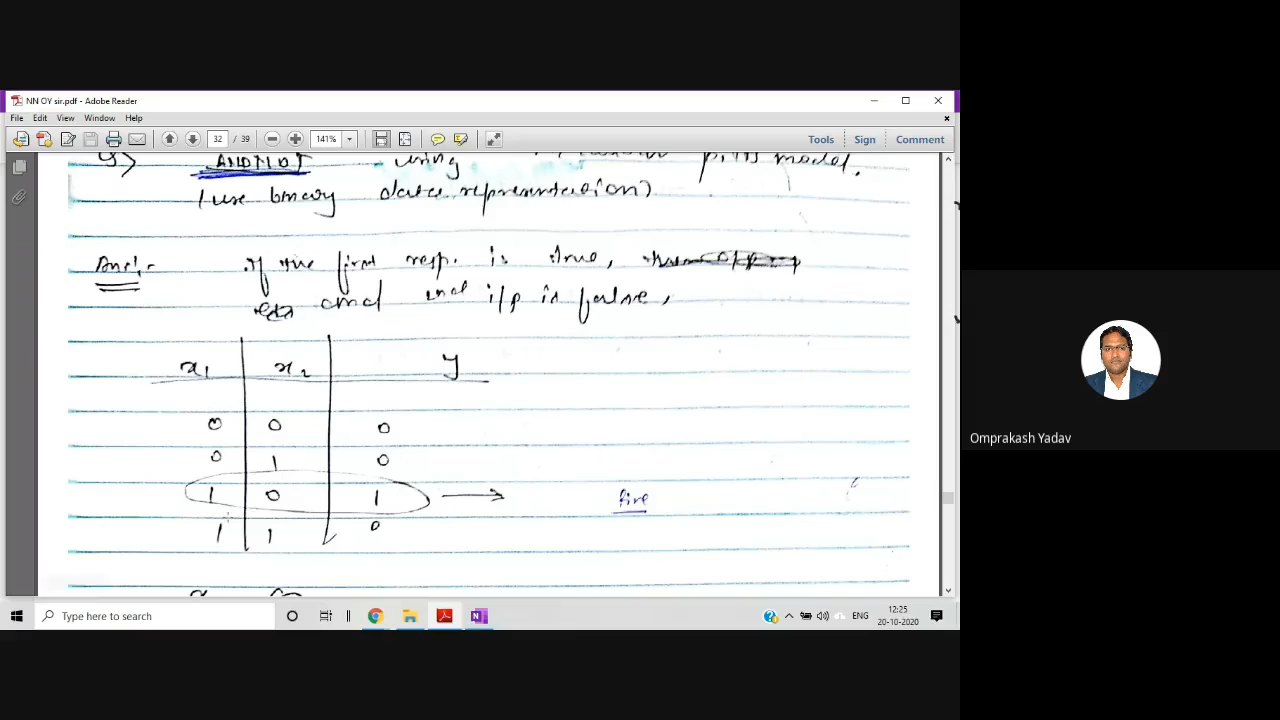 NN OY sir.pdf - Adobe Reader
File Edit View Window Help
32 / 39 141% Tools Sign Comment
ANDNOT using pitts model.
(use binary data representation)
Ans:- If the first resp. is true,
and 2nd i/p is false,
x1 x2 y
0 0 0
0 1 0
1 0 1 → fire
1 1 0
Omprakash Yadav
Type here to search
ENG
12:25
20-10-2020